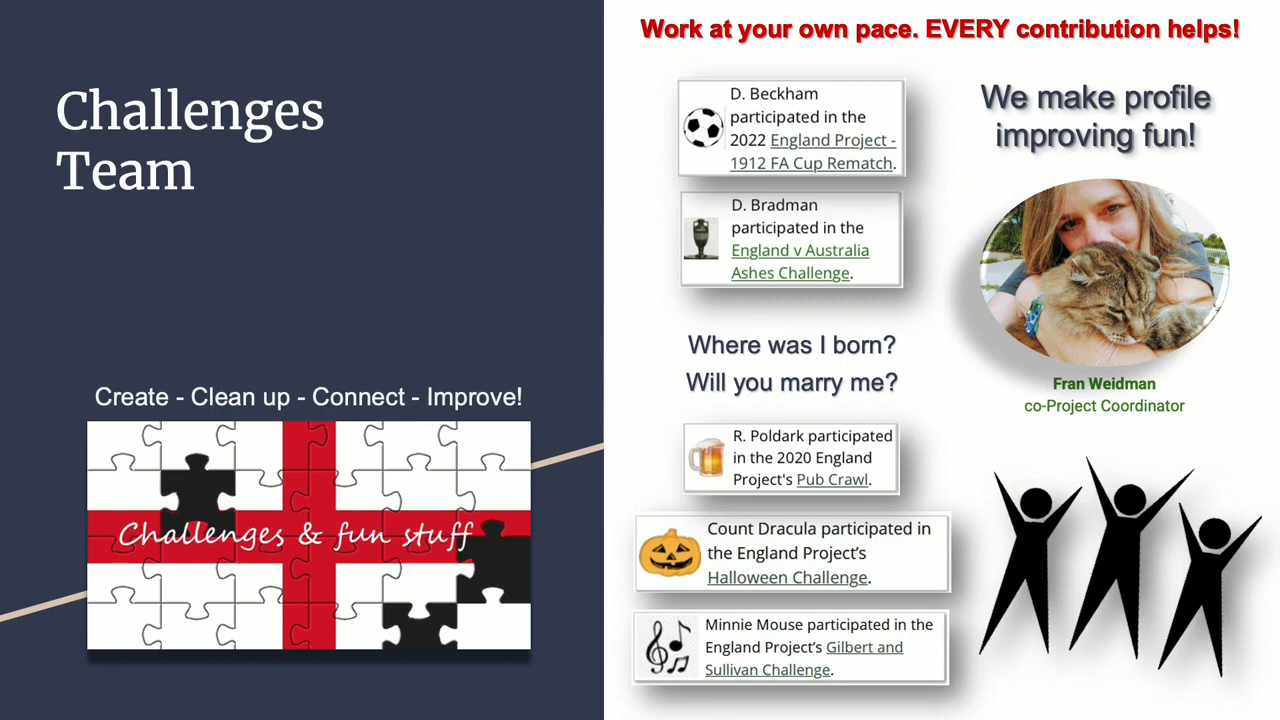 Challenges
Team
Create - Clean up - Connect - Improve!
Challenges & fun stuff
Work at your own pace. EVERY contribution helps!
D. Beckham
participated in the
2022 England Project -
1912 FA Cup Rematch.
D. Bradman
participated in the
England v Australia
Ashes Challenge.
Where was I born?
Will you marry me?
R. Poldark participated
in the 2020 England
Project's Pub Crawl.
Count Dracula participated in
the England Project’s
Halloween Challenge.
Minnie Mouse participated in the
England Project’s Gilbert and
Sullivan Challenge.
We make profile
improving fun!
Fran Weidman
co-Project Coordinator